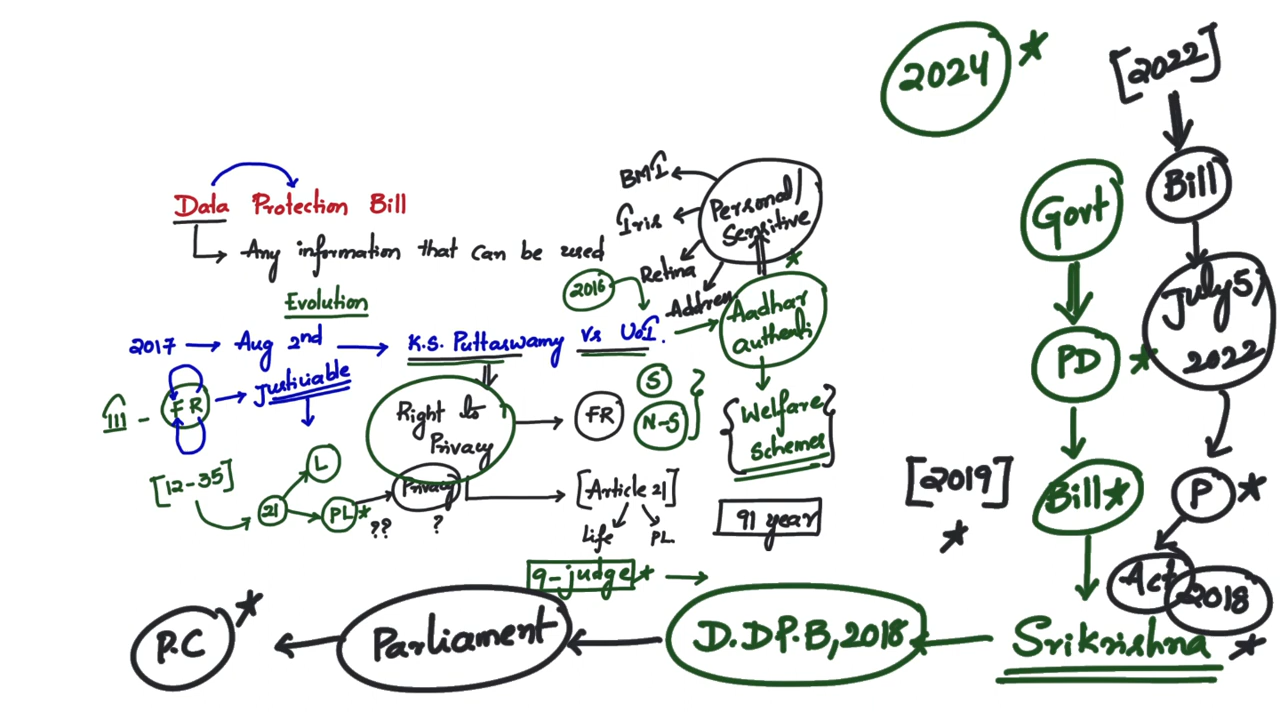 2024 *
[2022]
Bill
July 5,
2022
P *
Act
2018
Govt
PD *
Bill *
[2019]
*
Srikrishna *
D.DP.B, 2018
Parliament
P.C *
Data Protection Bill
Any information that can be used
Evolution
2017 → Aug 2nd → K.S. Puttaswamy vs UoI.
2016
Personal/
Sensitive
BMI
Iris
Retina
Address
*
Aadhar
authenti
Welfare
Schemes
III - FR → Justiciable
[12-35]
21
L
PL *
Privacy
??
?
Right to
Privacy
FR
S
N-S
[Article 21]
life
PL
91 year
9-judge *